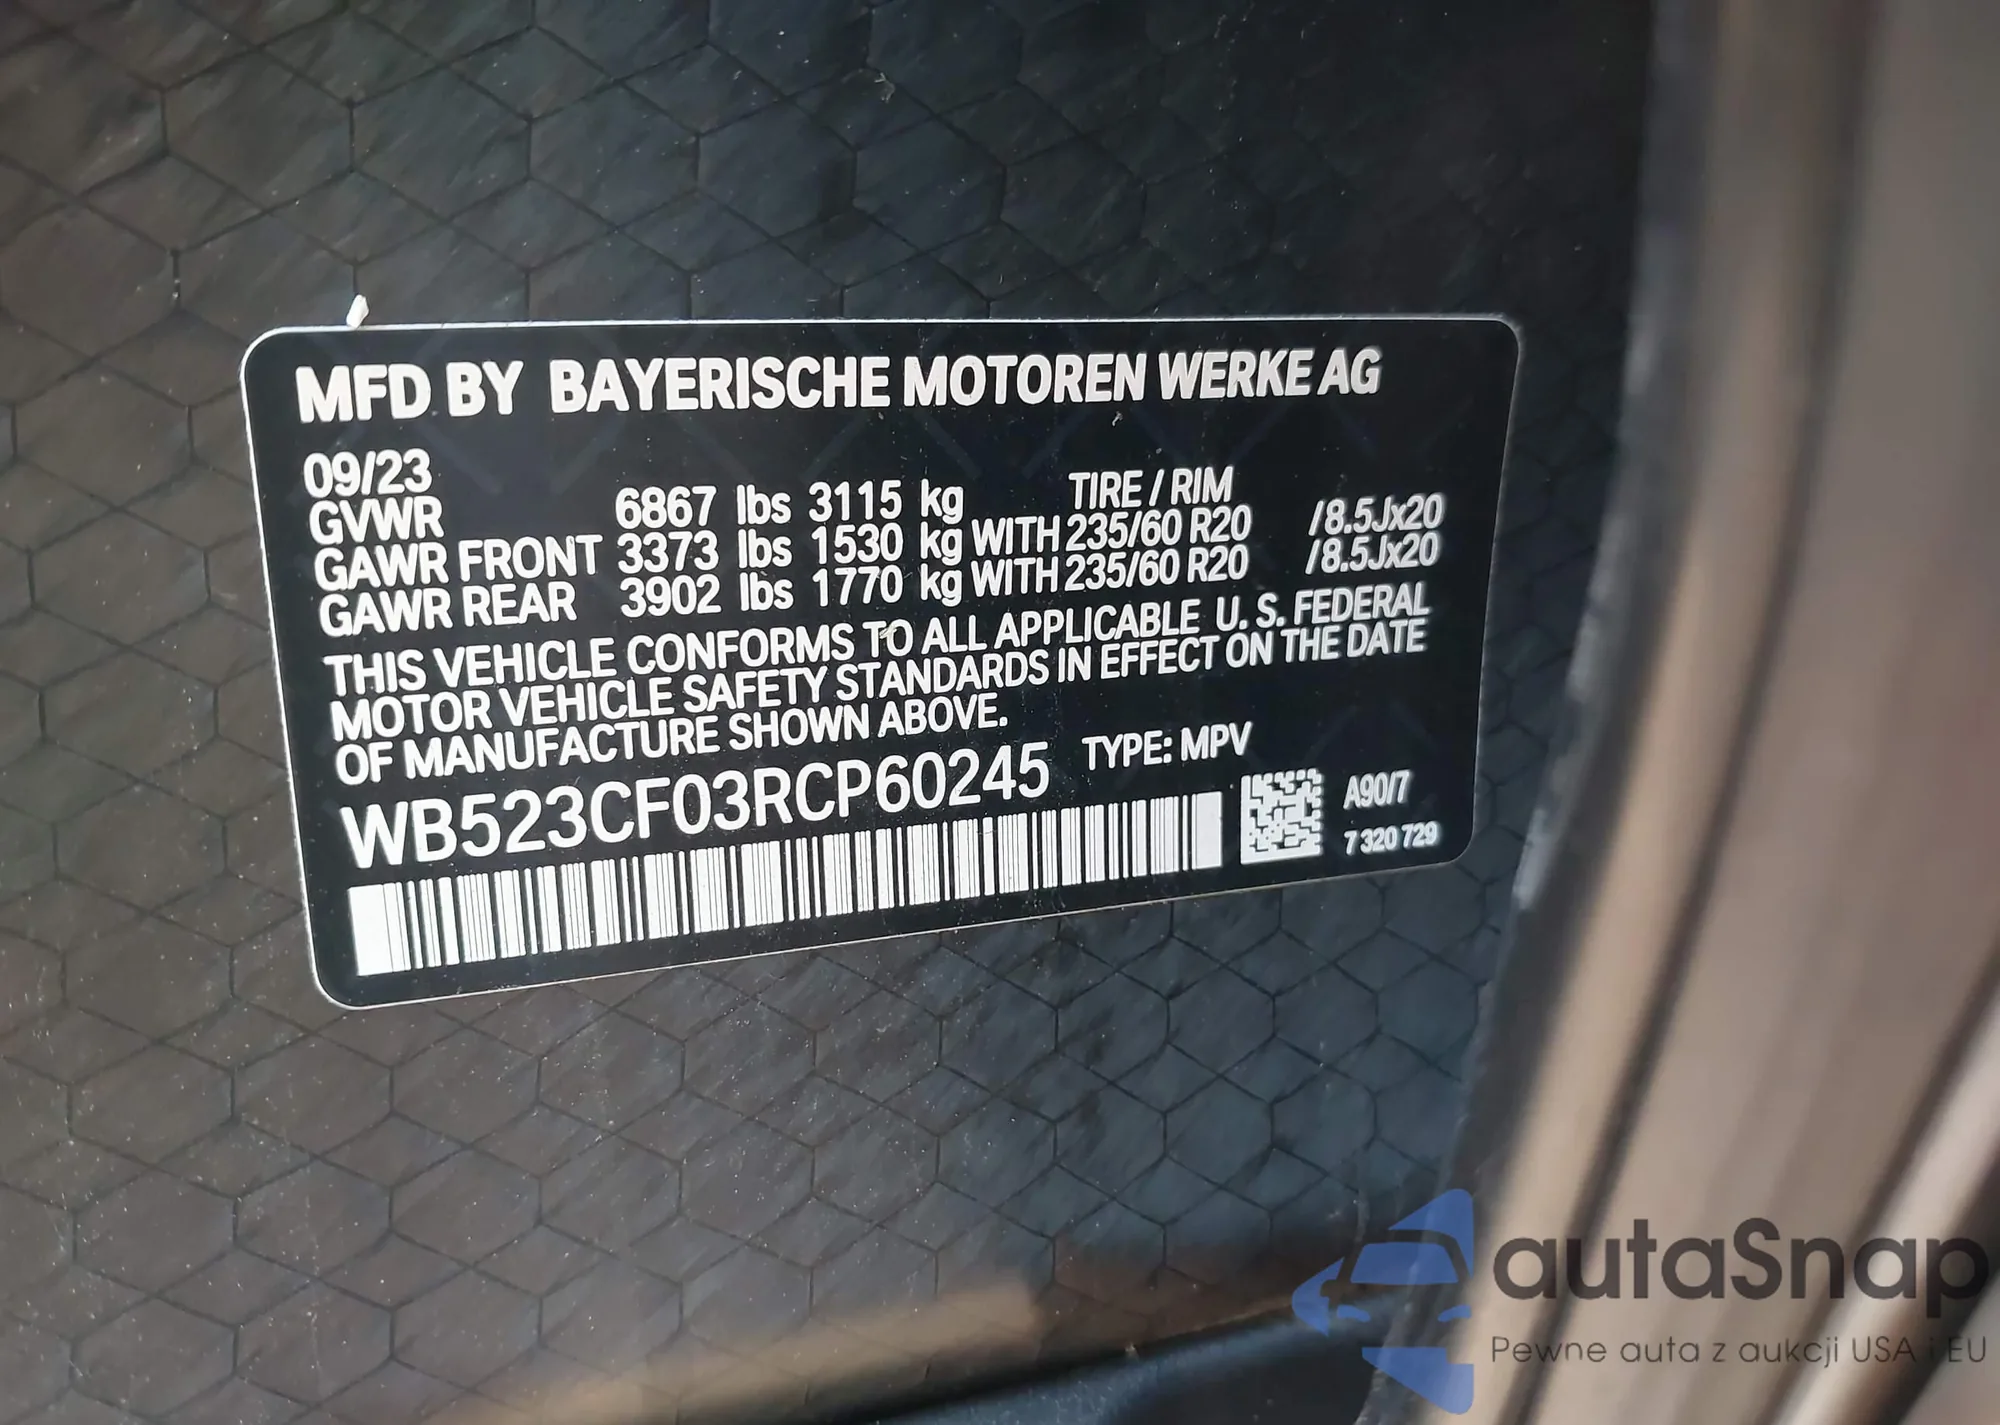 MFD BY BAYERISCHE MOTOREN WERKE AG
09/23
TIRE / RIM
GVWR 6867 lbs 3115 kg
GAWR FRONT 3373 lbs 1530 kg WITH 235/60 R20 /8.5Jx20
GAWR REAR 3902 lbs 1770 kg WITH 235/60 R20 /8.5Jx20
THIS VEHICLE CONFORMS TO ALL APPLICABLE U. S. FEDERAL
MOTOR VEHICLE SAFETY STANDARDS IN EFFECT ON THE DATE
OF MANUFACTURE SHOWN ABOVE.
WB523CF03RCP60245 TYPE: MPV
A90/7
7 320 729
autaSnap
Pewne auta z aukcji USA i EU